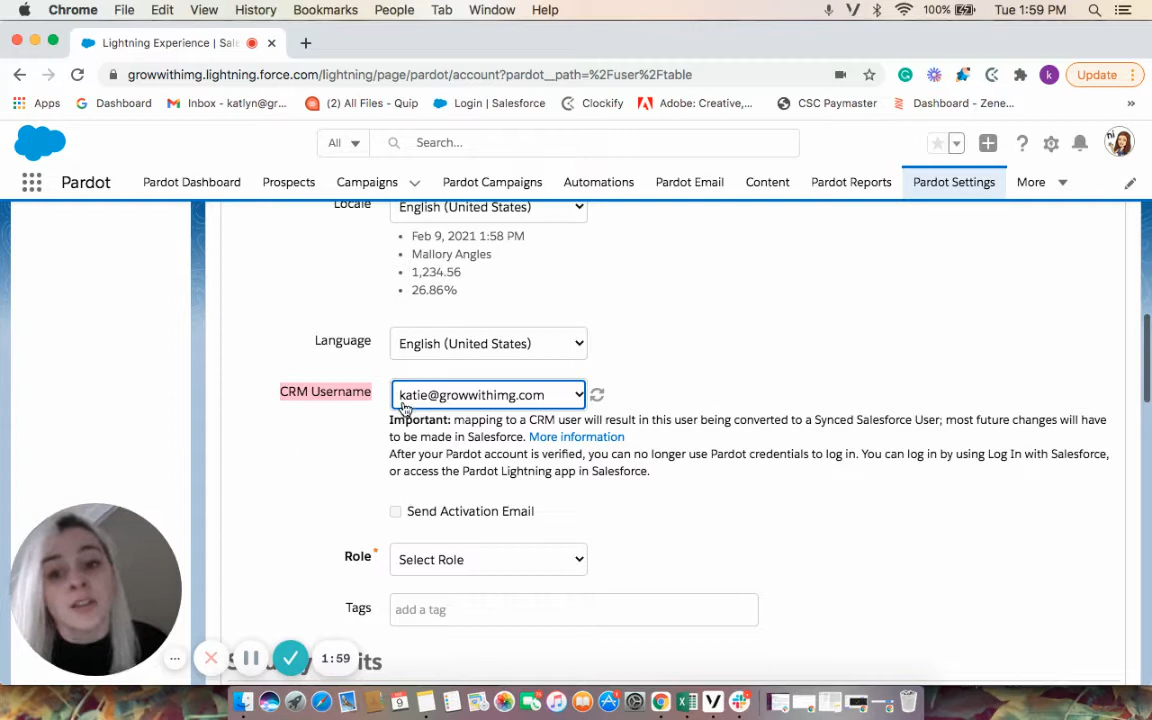 Chrome File Edit View History Bookmarks People Tab Window Help 100% Tue 1:59 PM
Lightning Experience | Sal
growwithimg.lightning.force.com/lightning/page/pardot/account?pardot__path=%2Fuser%2Ftable Update
Apps Dashboard Inbox - katlyn@gr... (2) All Files - Quip Login | Salesforce Clockify Adobe: Creative,... CSC Paymaster Dashboard - Zene... »
All Search...
Pardot Pardot Dashboard Prospects Campaigns Pardot Campaigns Automations Pardot Email Content Pardot Reports Pardot Settings More
Locale English (United States)
• Feb 9, 2021 1:58 PM
• Mallory Angles
• 1,234.56
• 26.86%
Language English (United States)
CRM Username katie@growwithimg.com
Important: mapping to a CRM user will result in this user being converted to a Synced Salesforce User; most future changes will have
to be made in Salesforce. More information
After your Pardot account is verified, you can no longer use Pardot credentials to log in. You can log in by using Log In with Salesforce,
or access the Pardot Lightning app in Salesforce.
Send Activation Email
Role* Select Role
Tags add a tag
1:59